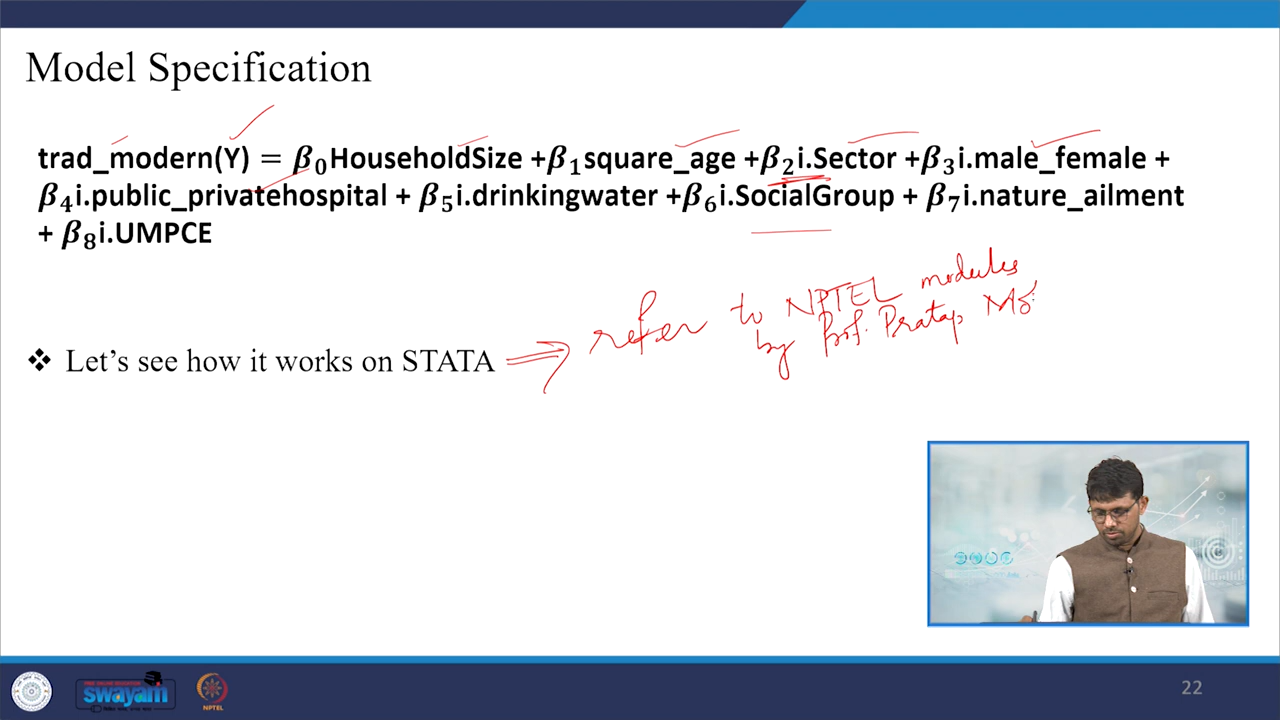 Model Specification
trad_modern(Y) = β₀HouseholdSize +β₁square_age +β₂i.Sector +β₃i.male_female +
β₄i.public_privatehospital + β₅i.drinkingwater +β₆i.SocialGroup + β₇i.nature_ailment
+ β₈i.UMPCE
refer to NPTEL modules
by Prof. Pratap
❖ Let's see how it works on STATA
swayam
NPTEL
22